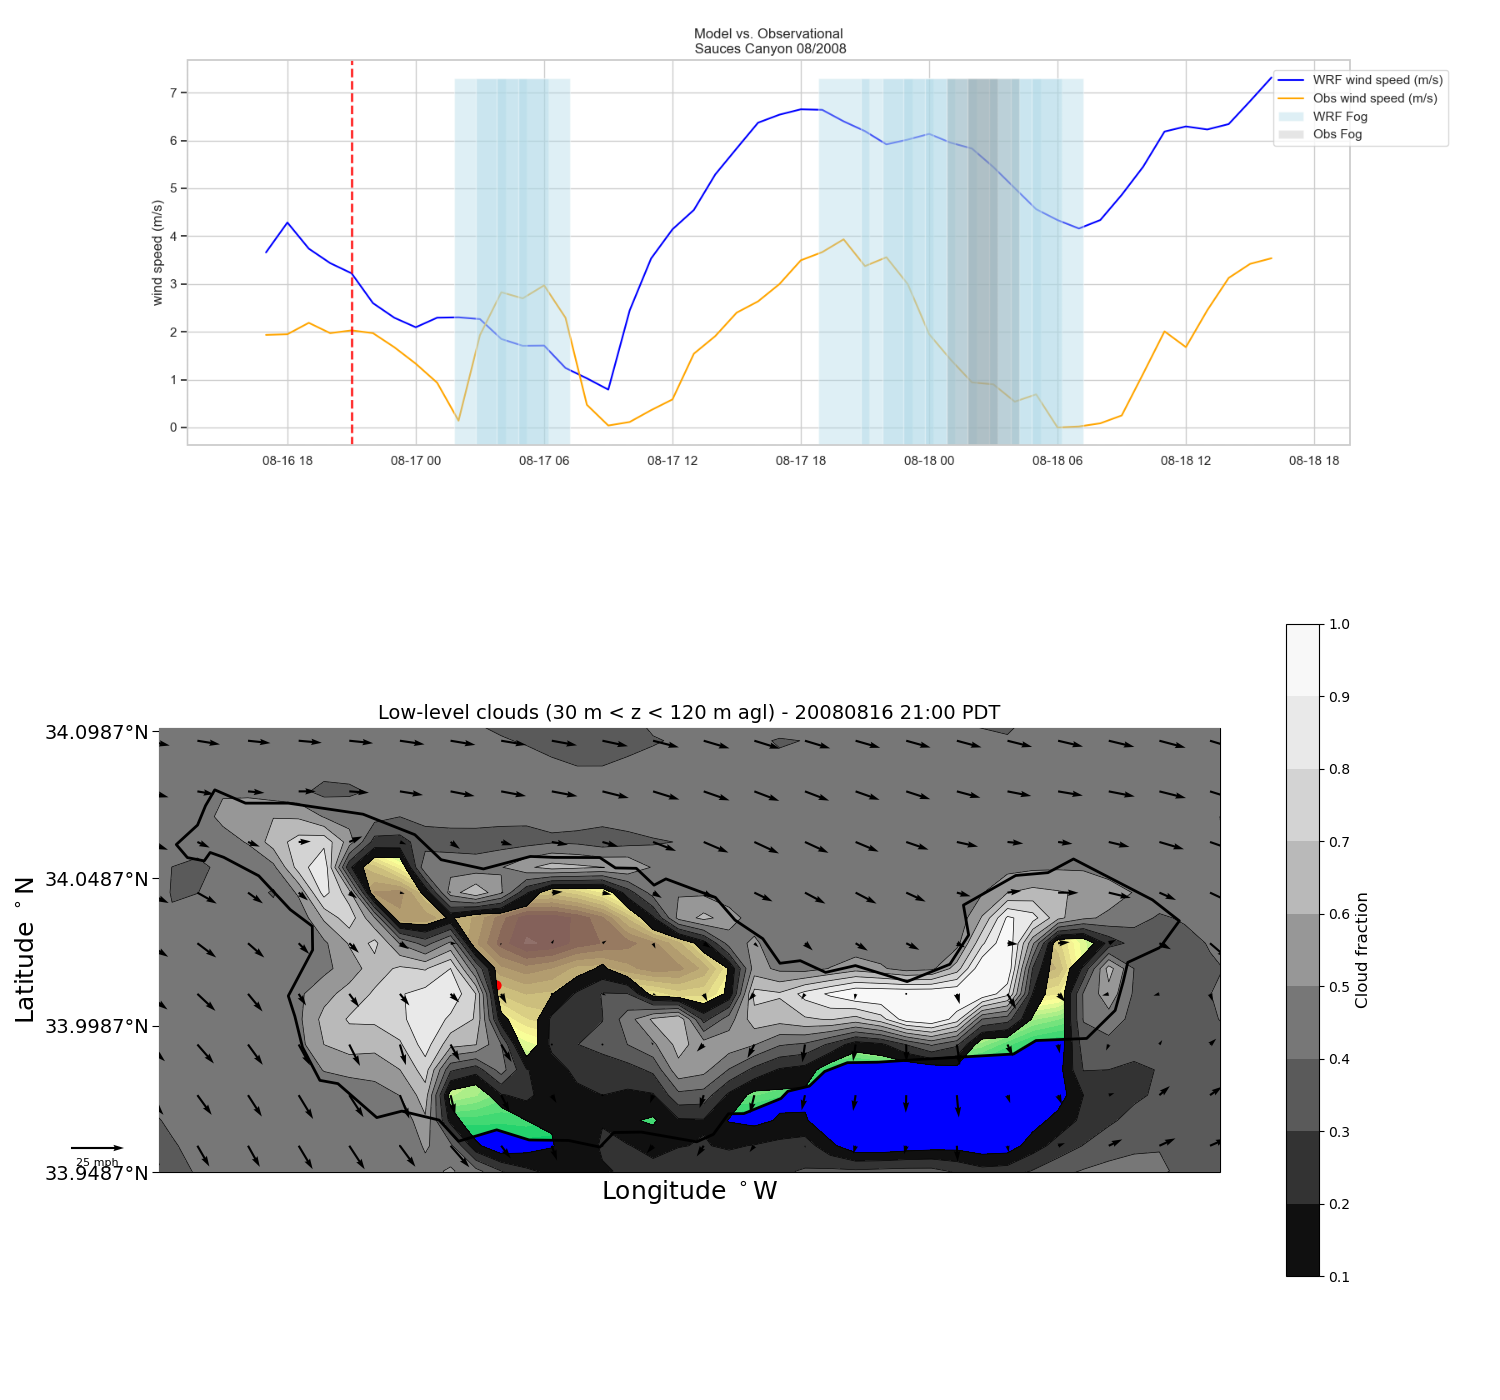 Model vs. Observational
Sauces Canyon 08/2008
WRF wind speed (m/s)
Obs wind speed (m/s)
WRF Fog
Obs Fog
wind speed (m/s)
7
6
5
4
3
2
1
0
08-16 18
08-17 00
08-17 06
08-17 12
08-17 18
08-18 00
08-18 06
08-18 12
08-18 18
Low-level clouds (30 m < z < 120 m agl) - 20080816 21:00 PDT
34.0987°N
34.0487°N
33.9987°N
33.9487°N
Latitude °N
25 mph
Longitude °W
1.0
0.9
0.8
0.7
0.6
0.5
0.4
0.3
0.2
0.1
Cloud fraction